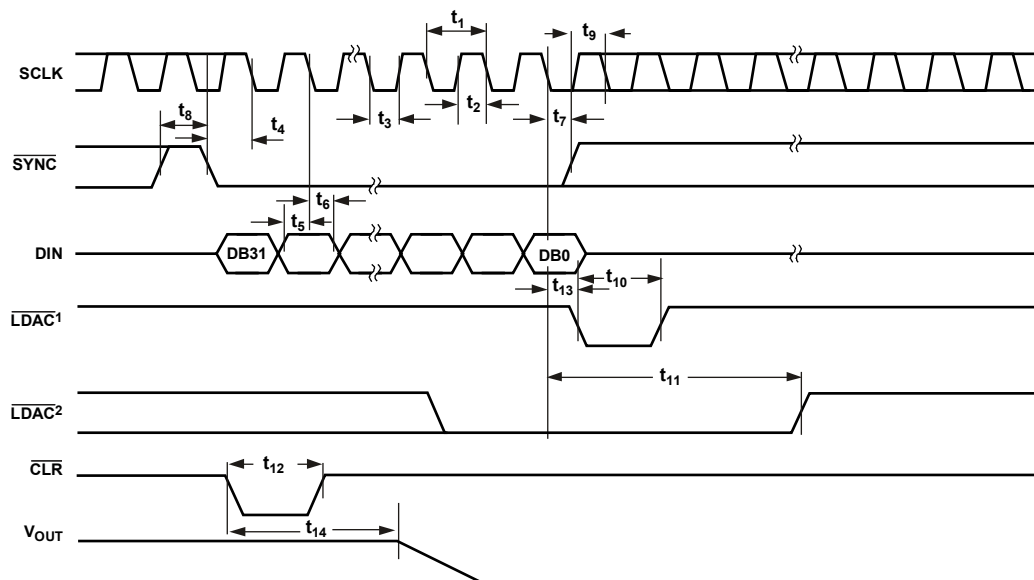 t1
t9
SCLK
t8
t4
t3
t2
t7
SYNC
t6
t5
DIN
DB31
DB0
t10
t13
LDAC1
t11
LDAC2
CLR
t12
t14
VOUT